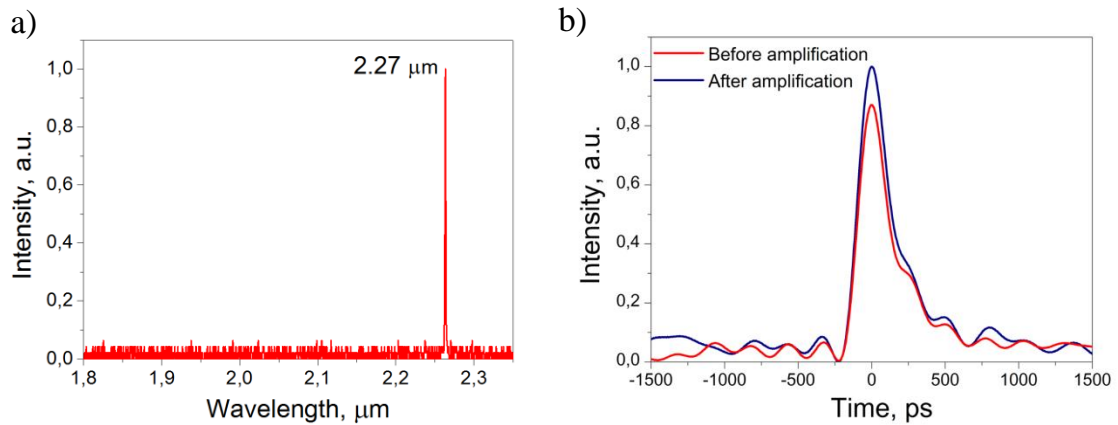 a)
2.27 µm
1,0
0,8
0,6
0,4
0,2
0,0
Intensity, a.u.
1,8 1,9 2,0 2,1 2,2 2,3
Wavelength, µm
b)
Before amplification
After amplification
1,0
0,8
0,6
0,4
0,2
0,0
Intensity, a.u.
-1500 -1000 -500 0 500 1000 1500
Time, ps